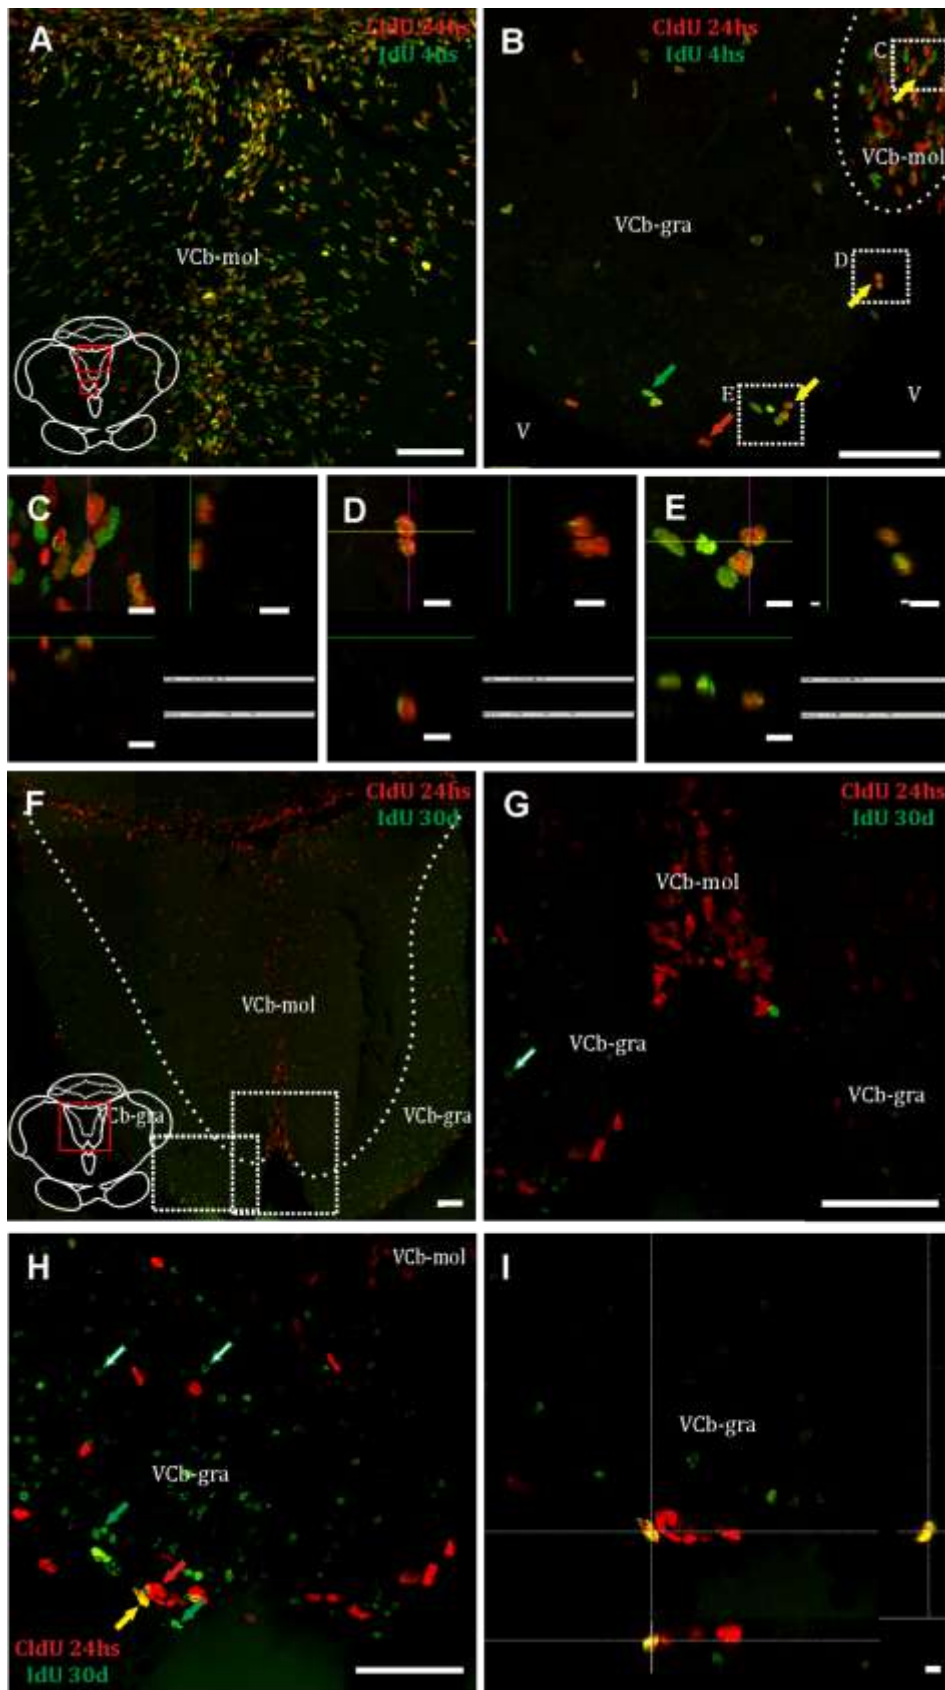 A
CldU 24hs
IdU 4hs
VCb-mol
B
CldU 24hs
IdU 4hs
C
VCb-mol
VCb-gra
D
E
V
V
C
D
E
F
CldU 24hs
IdU 30d
VCb-mol
VCb-gra
VCb-gra
G
CldU 24hs
IdU 30d
VCb-mol
VCb-gra
VCb-gra
H
VCb-mol
VCb-gra
CldU 24hs
IdU 30d
I
VCb-gra